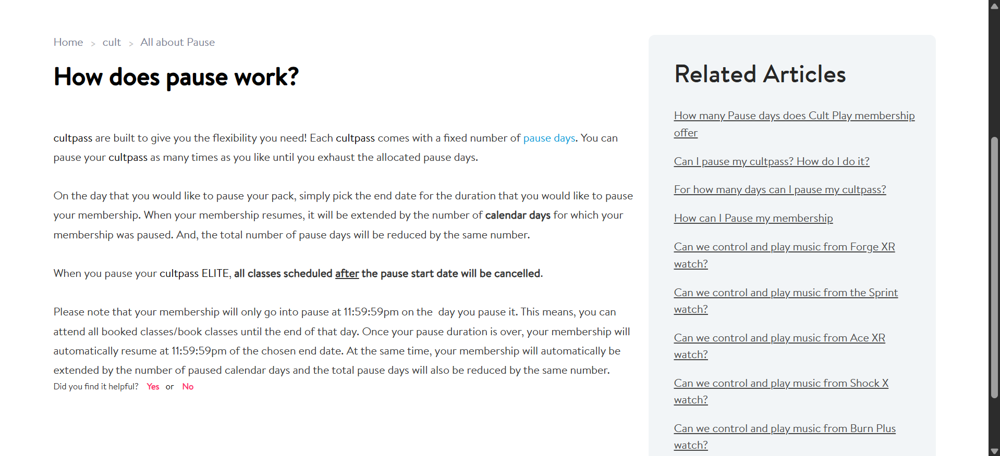 Home > cult > All about Pause
How does pause work?
cultpass are built to give you the flexibility you need! Each cultpass comes with a fixed number of pause days. You can
pause your cultpass as many times as you like until you exhaust the allocated pause days.
On the day that you would like to pause your pack, simply pick the end date for the duration that you would like to pause
your membership. When your membership resumes, it will be extended by the number of calendar days for which your
membership was paused. And, the total number of pause days will be reduced by the same number.
When you pause your cultpass ELITE, all classes scheduled after the pause start date will be cancelled.
Please note that your membership will only go into pause at 11:59:59pm on the  day you pause it. This means, you can
attend all booked classes/book classes until the end of that day. Once your pause duration is over, your membership will
automatically resume at 11:59:59pm of the chosen end date. At the same time, your membership will automatically be
extended by the number of paused calendar days and the total pause days will also be reduced by the same number.
Did you find it helpful? Yes or No
Related Articles
How many Pause days does Cult Play membership
offer
Can I pause my cultpass? How do I do it?
For how many days can I pause my cultpass?
How can I Pause my membership
Can we control and play music from Forge XR
watch?
Can we control and play music from the Sprint
watch?
Can we control and play music from Ace XR
watch?
Can we control and play music from Shock X
watch?
Can we control and play music from Burn Plus
watch?